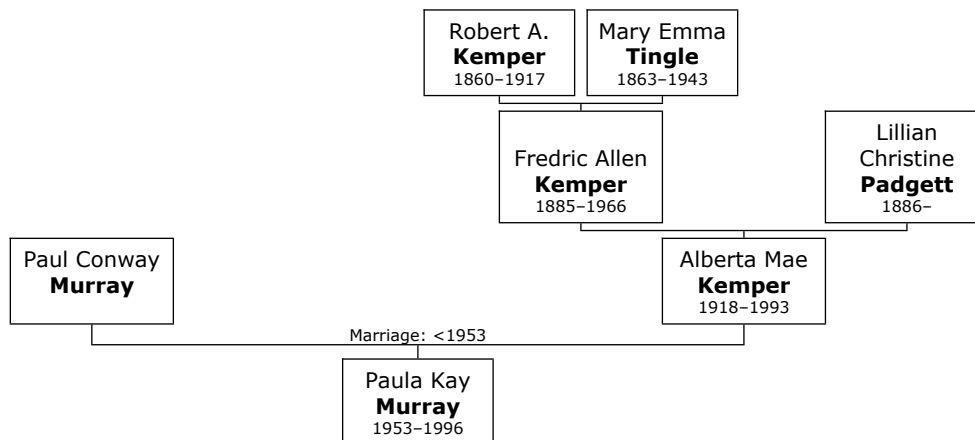 Robert A.
Kemper
1860–1917
Mary Emma
Tingle
1863–1943
Fredric Allen
Kemper
1885–1966
Lillian
Christine
Padgett
1886–
Paul Conway
Murray
Alberta Mae
Kemper
1918–1993
Marriage: <1953
Paula Kay
Murray
1953–1996